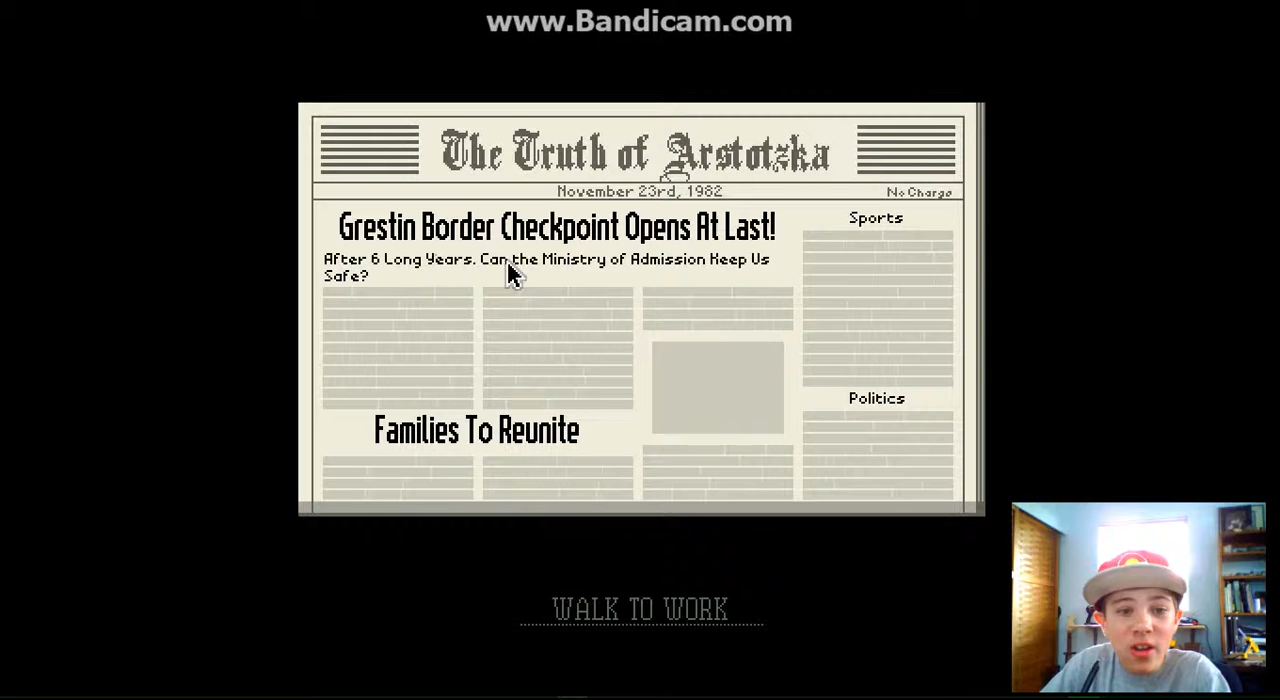 www.Bandicam.com
The Truth of Arstotzka
November 23rd, 1982
No Charge
Grestin Border Checkpoint Opens At Last!
After 6 Long Years. Can the Ministry of Admission Keep Us
Safe?
Families To Reunite
Sports
Politics
WALK TO WORK